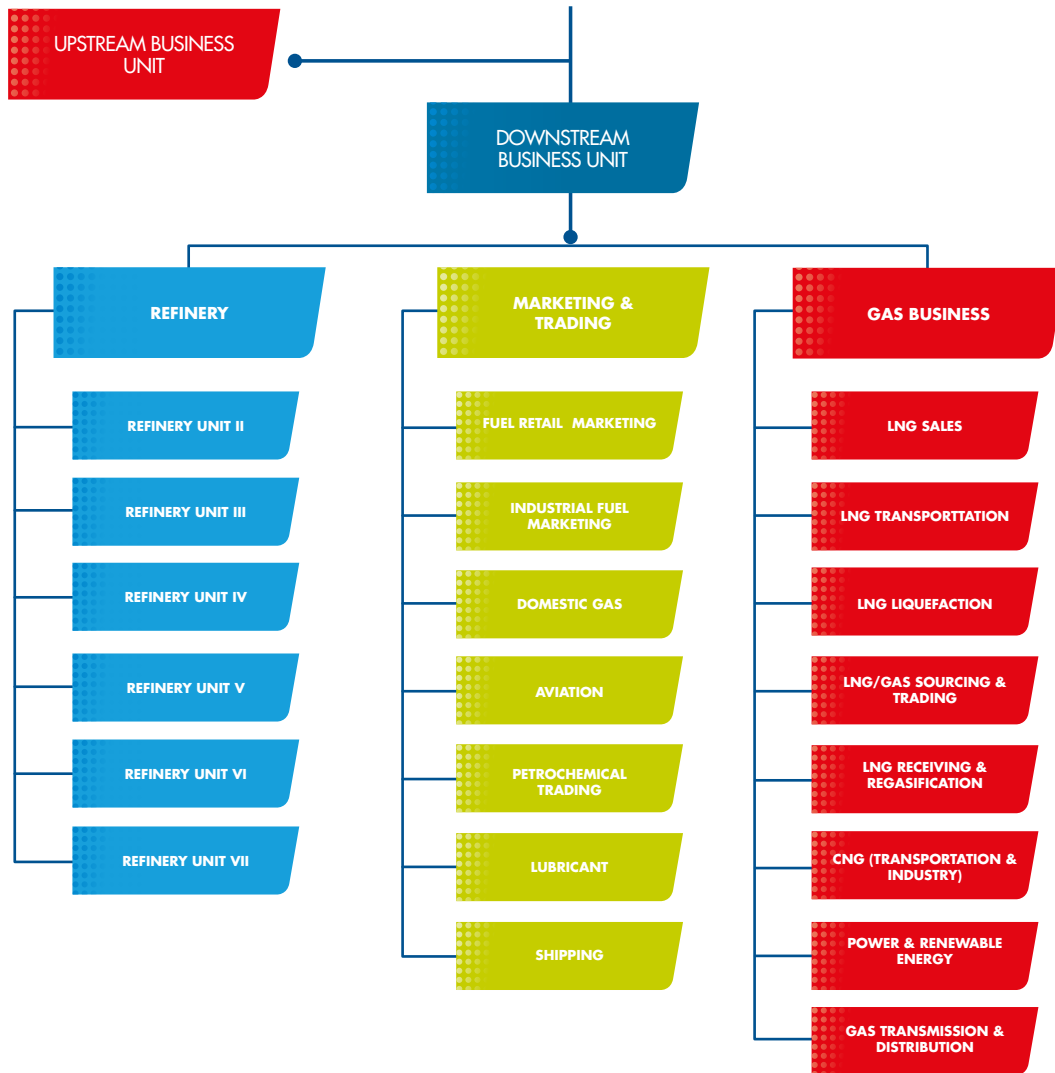 UPSTREAM BUSINESS
UNIT
DOWNSTREAM
BUSINESS UNIT
REFINERY
REFINERY UNIT II
REFINERY UNIT III
REFINERY UNIT IV
REFINERY UNIT V
REFINERY UNIT VI
REFINERY UNIT VII
MARKETING &
TRADING
FUEL RETAIL MARKETING
INDUSTRIAL FUEL
MARKETING
DOMESTIC GAS
AVIATION
PETROCHEMICAL
TRADING
LUBRICANT
SHIPPING
GAS BUSINESS
LNG SALES
LNG TRANSPORTTATION
LNG LIQUEFACTION
LNG/GAS SOURCING &
TRADING
LNG RECEIVING &
REGASIFICATION
CNG (TRANSPORTATION &
INDUSTRY)
POWER & RENEWABLE
ENERGY
GAS TRANSMISSION &
DISTRIBUTION